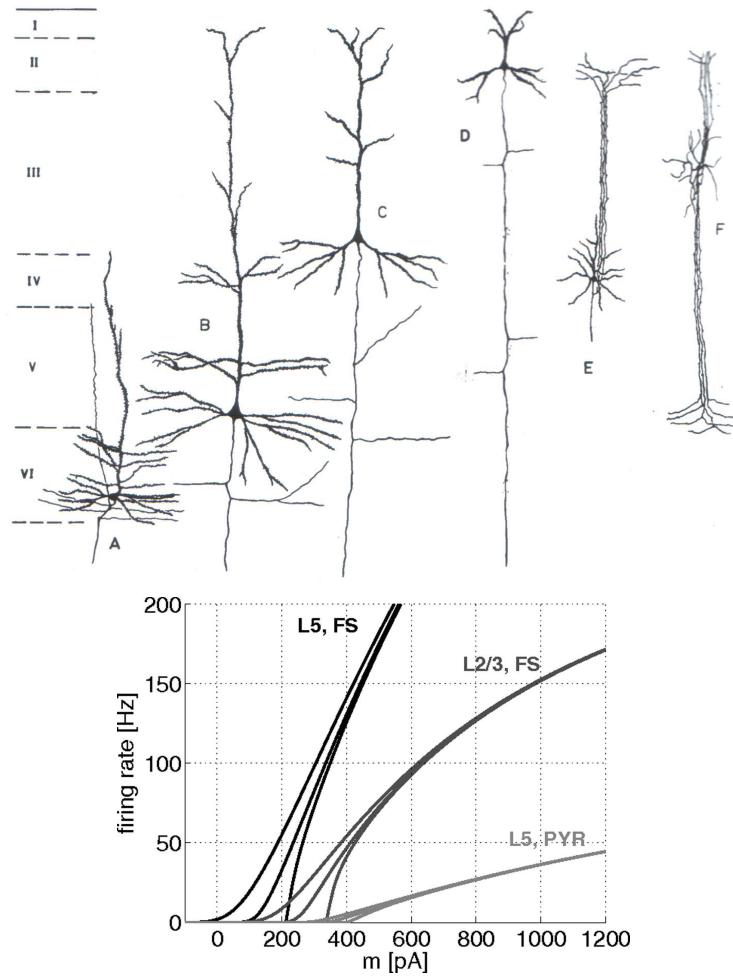 I
II
III
IV
V
VI
A
B
C
D
E
F
200
150
100
50
0
firing rate [Hz]
L5, FS
L2/3, FS
L5, PYR
0 200 400 600 800 1000 1200
m [pA]